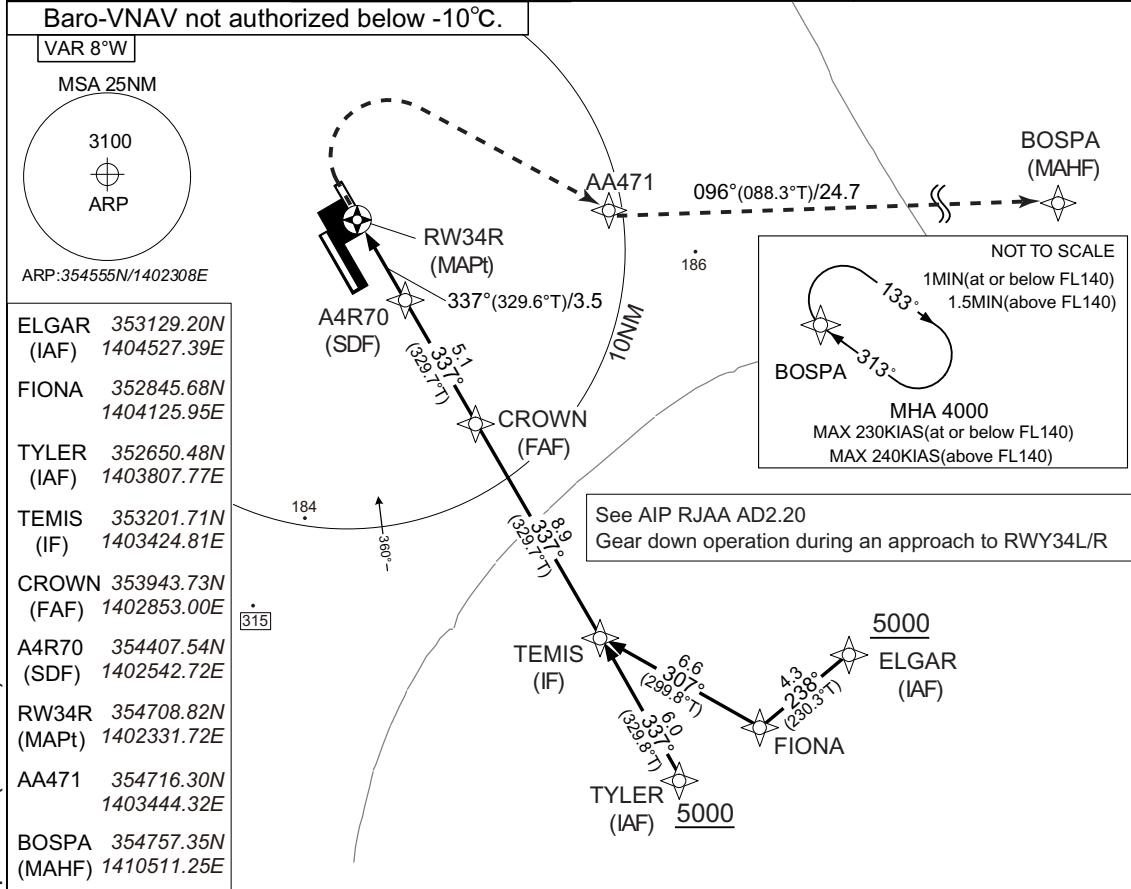 Baro-VNAV not authorized below -10°C.
VAR 8°W
MSA 25NM
3100
ARP
ARP:354555N/1402308E
ELGAR 353129.20N
(IAF) 1404527.39E
FIONA 352845.68N
1404125.95E
TYLER 352650.48N
(IAF) 1403807.77E
TEMIS 353201.71N
(IF) 1403424.81E
CROWN 353943.73N
(FAF) 1402853.00E
A4R70 354407.54N
(SDF) 1402542.72E
RW34R 354708.82N
(MAPt) 1402331.72E
AA471 354716.30N
1403444.32E
BOSPA 354757.35N
(MAHF) 1410511.25E
AA471
096°(088.3°T)/24.7
BOSPA
(MAHF)
RW34R
(MAPt)
186
337°(329.6°T)/3.5
A4R70
(SDF)
10NM
5.1
337°
(329.7°T)
CROWN
(FAF)
NOT TO SCALE
1MIN(at or below FL140)
1.5MIN(above FL140)
133°
313°
BOSPA
MHA 4000
MAX 230KIAS(at or below FL140)
MAX 240KIAS(above FL140)
184
360°
315
8.9
337°
(329.7°T)
See AIP RJAA AD2.20
Gear down operation during an approach to RWY34L/R
TEMIS
(IF)
6.6
307°
(299.8°T)
5000
ELGAR
(IAF)
4.3
238°
(230.3°T)
FIONA
6.0
337°
(329.8°T)
TYLER
(IAF)
5000